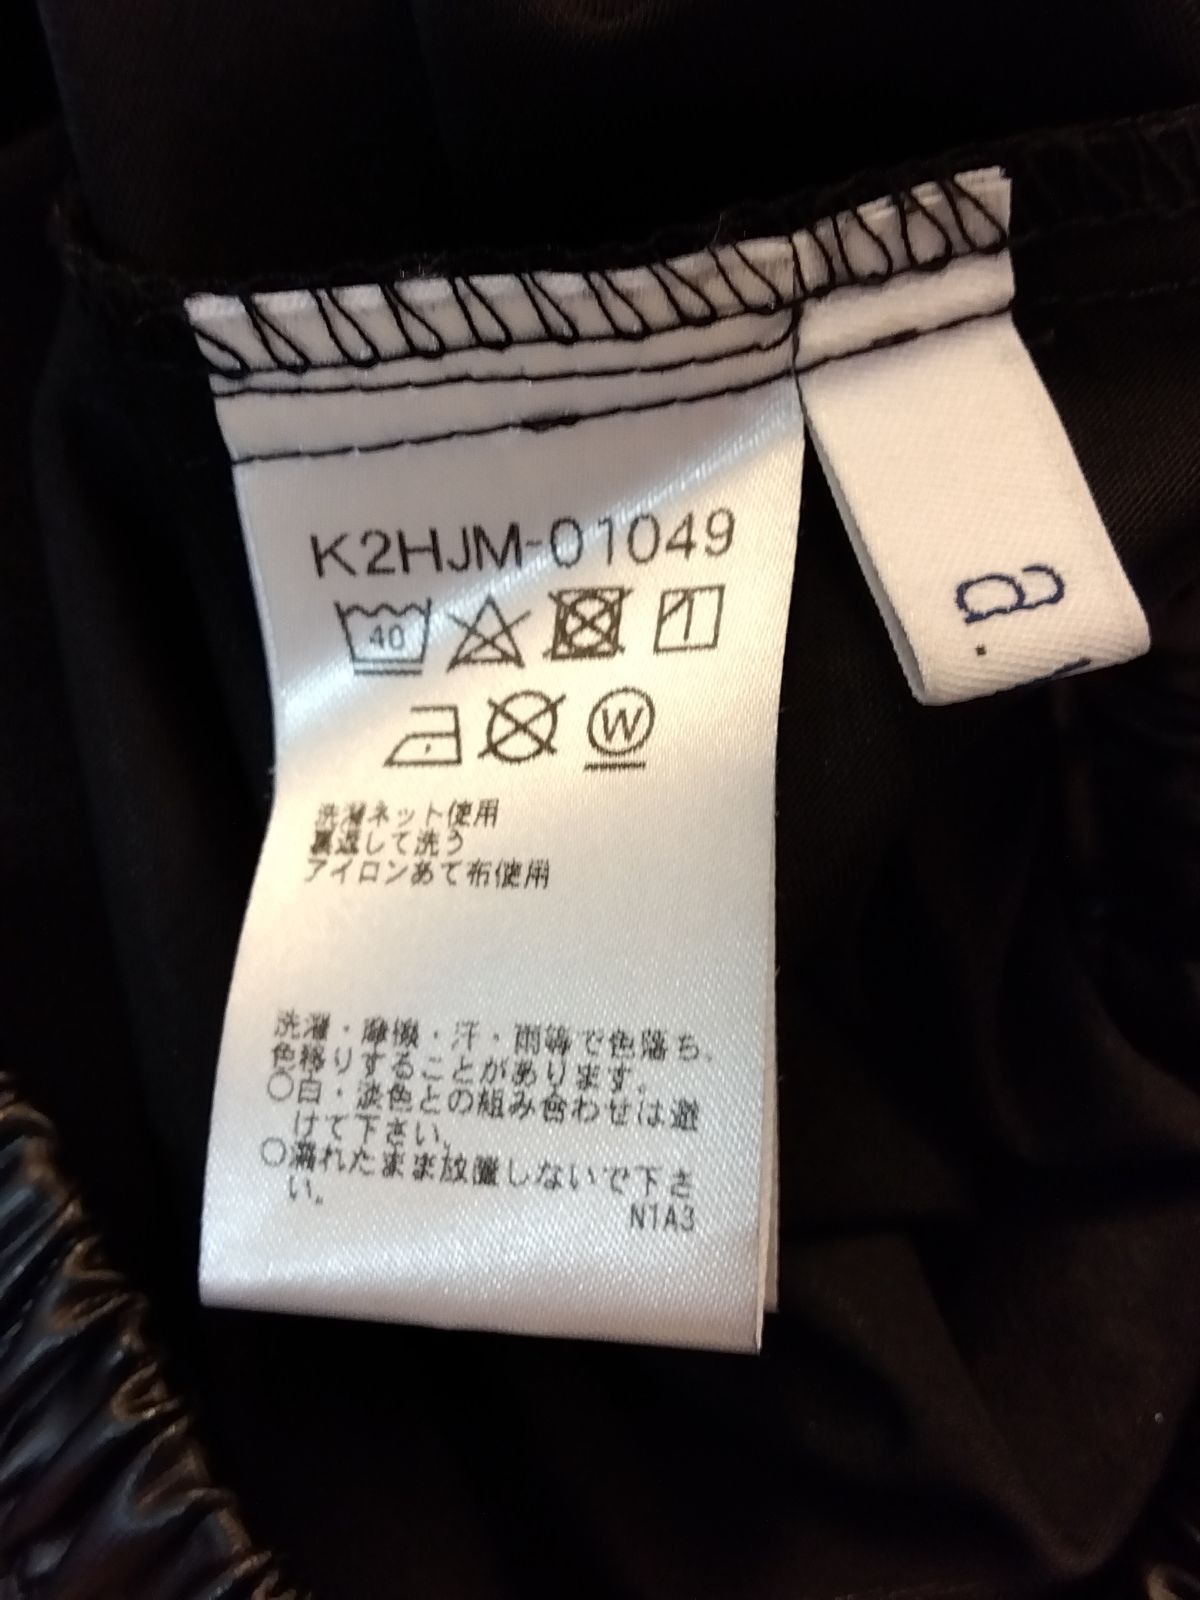 K2HJM-01049
40
W
洗濯ネット使用
裏返して洗う
アイロンあて布使用
洗濯・摩擦・汗・雨等で色落ち、
色移りすることがあります。
○白・淡色との組み合わせは避
けて下さい。
○濡れたまま放置しないで下さ
い。
N1A3
a.